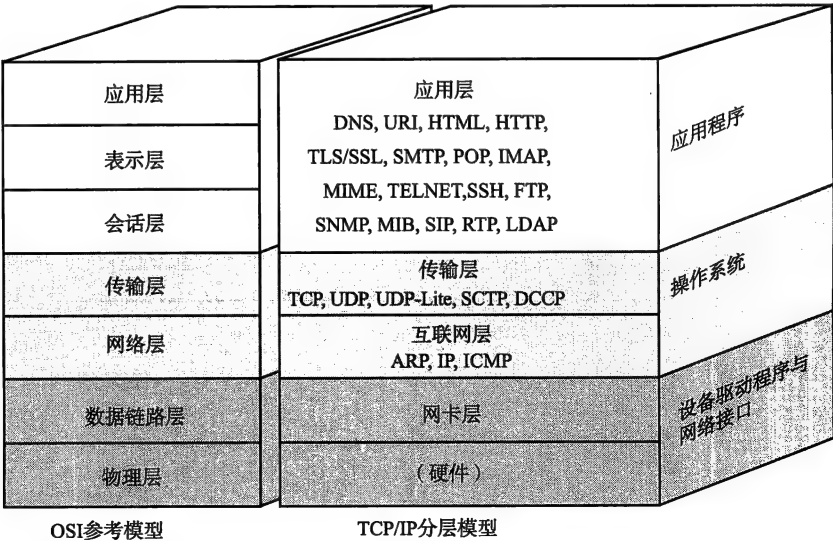 应用层
表示层
会话层
传输层
网络层
数据链路层
物理层
OSI参考模型
应用层
DNS, URI, HTML, HTTP,
TLS/SSL, SMTP, POP, IMAP,
MIME, TELNET,SSH, FTP,
SNMP, MIB, SIP, RTP, LDAP
传输层
TCP, UDP, UDP-Lite, SCTP, DCCP
互联网层
ARP, IP, ICMP
网卡层
（硬件）
TCP/IP分层模型
应用程序
操作系统
设备驱动程序与
网络接口